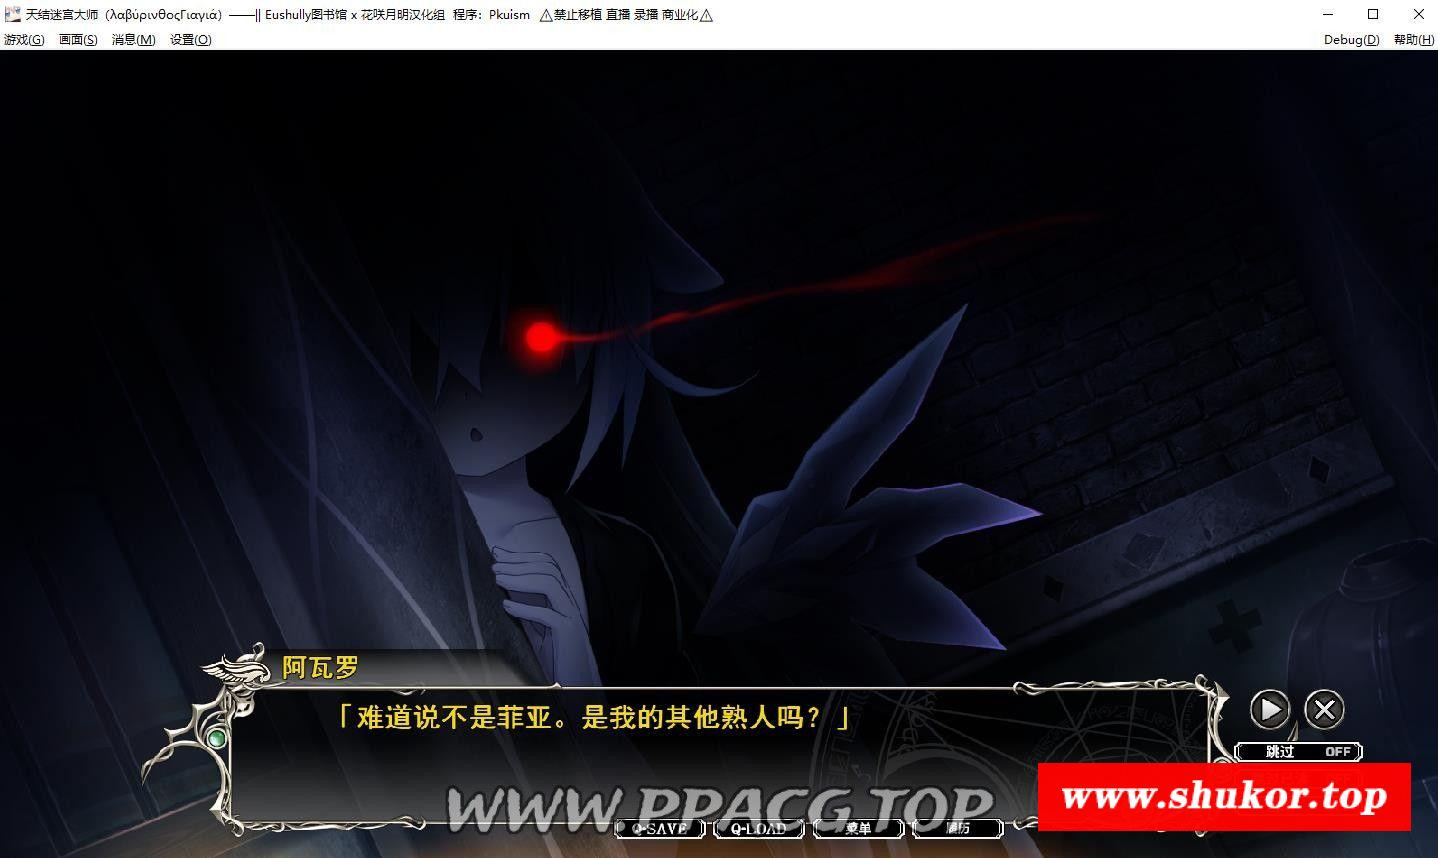 天结迷宫大师（λαβύρινθοςΓιαγιά）——|| Eushully图书馆 x 花咲月明汉化组 程序：Pkuism ⚠禁止移植 直播 录播 商业化⚠
游戏(G) 画面(S) 消息(M) 设置(O) Debug(D) 帮助(H)
阿瓦罗
「难道说不是菲亚。是我的其他熟人吗？」
跳过 OFF
WWW.PPACG.TOP
www.shukor.top
Q-SAVE Q-LOAD 菜单 履历